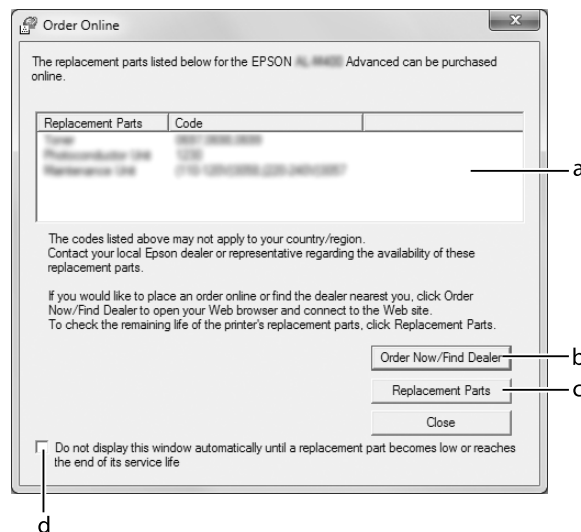 Order Online
The replacement parts listed below for the EPSON Advanced can be purchased
online.
Replacement Parts Code
a
The codes listed above may not apply to your country/region.
Contact your local Epson dealer or representative regarding the availability of these
replacement parts.
If you would like to place an order online or find the dealer nearest you, click Order
Now/Find Dealer to open your Web browser and connect to the Web site.
To check the remaining life of the printer's replacement parts, click Replacement Parts.
Order Now/Find Dealer b
Replacement Parts c
Close
Do not display this window automatically until a replacement part becomes low or reaches
the end of its service life
d